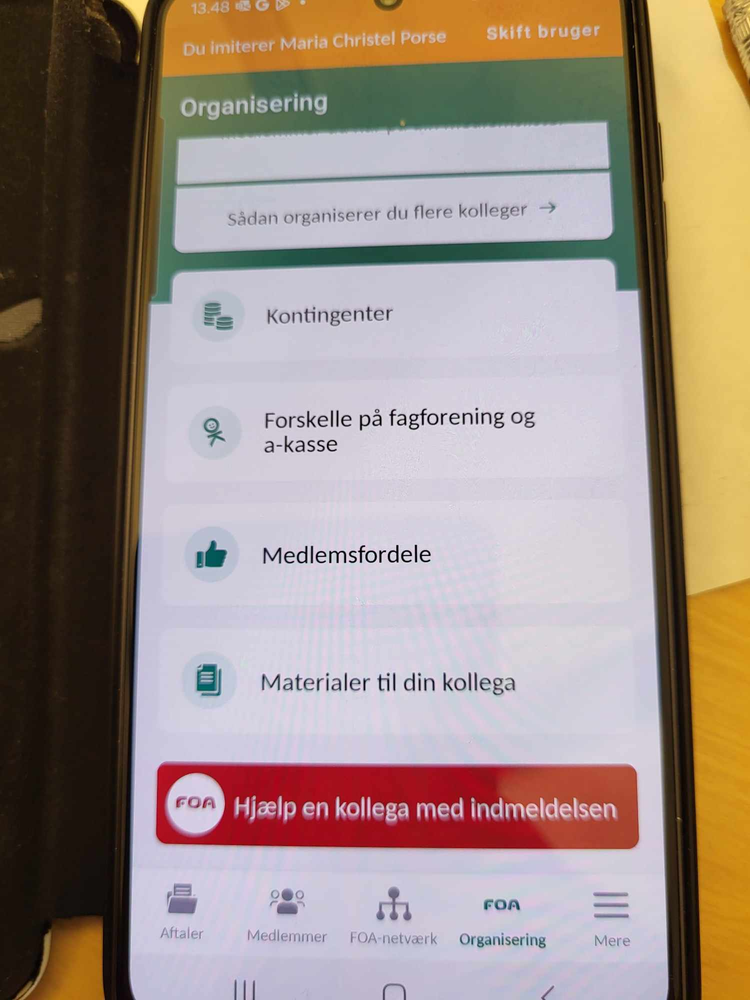 13.48
Du imiterer Maria Christel Porse
Skift bruger
Organisering
Sådan organiserer du flere kolleger →
Kontingenter
Forskelle på fagforening og
a-kasse
Medlemsfordele
Materialer til din kollega
FOA Hjælp en kollega med indmeldelsen
Aftaler
Medlemmer
FOA-netværk
FOA
Organisering
Mere